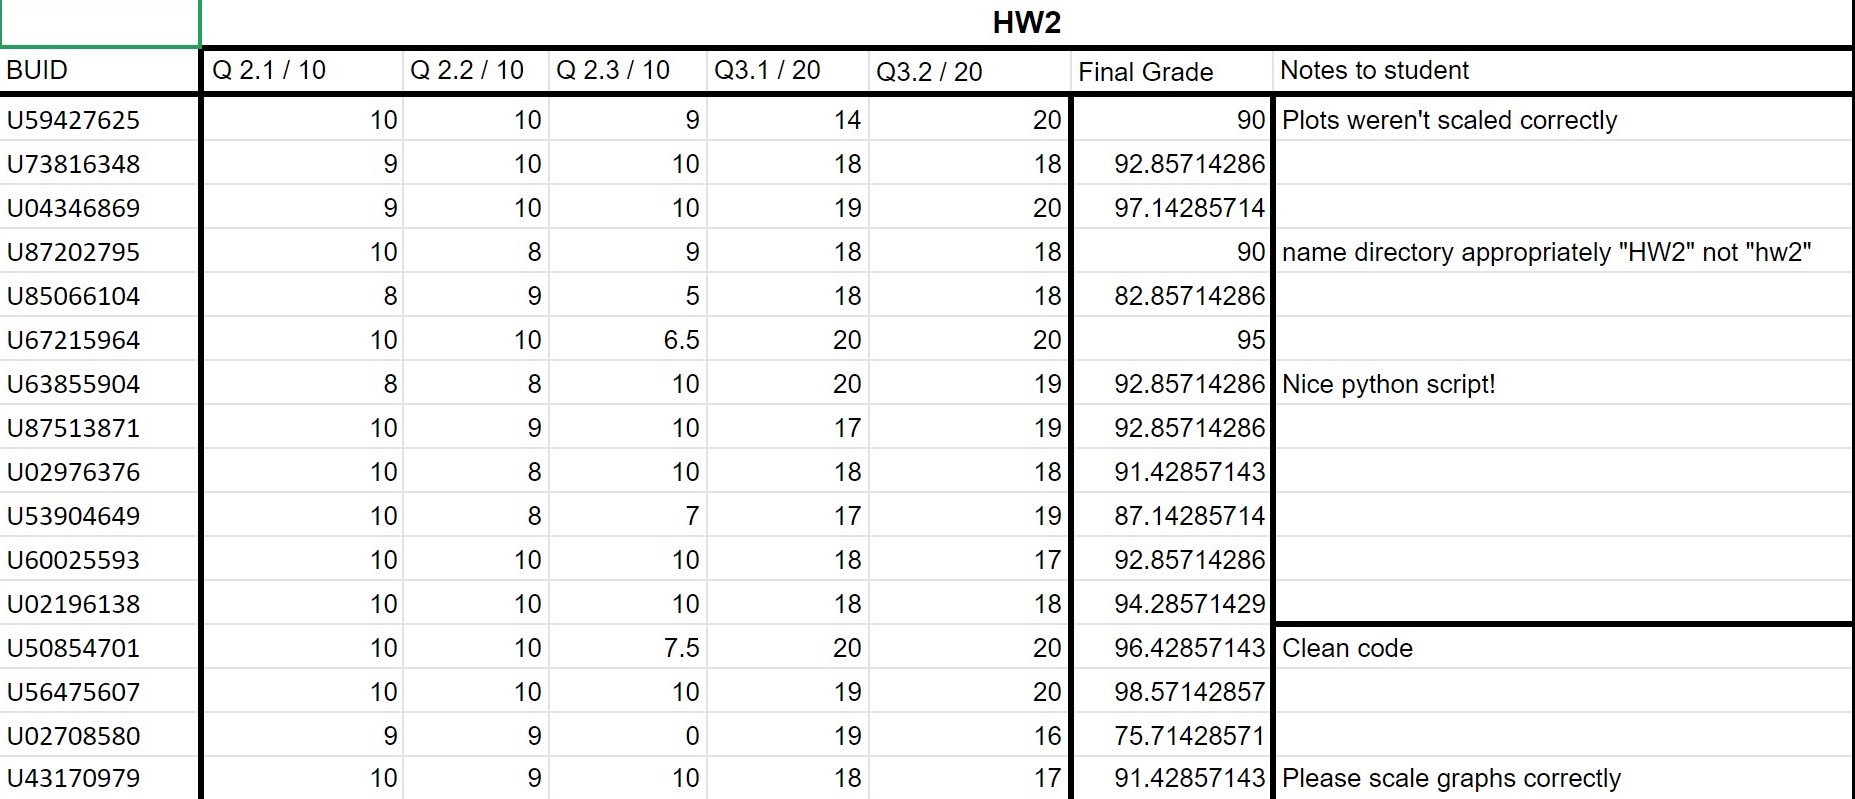 HW2
BUID Q 2.1 / 10 Q 2.2 / 10 Q 2.3 / 10 Q3.1 / 20 Q3.2 / 20 Final Grade Notes to student
U59427625 10 10 9 14 20 90 Plots weren't scaled correctly
U73816348 9 10 10 18 18 92.85714286
U04346869 9 10 10 19 20 97.14285714
U87202795 10 8 9 18 18 90 name directory appropriately "HW2" not "hw2"
U85066104 8 9 5 18 18 82.85714286
U67215964 10 10 6.5 20 20 95
U63855904 8 8 10 20 19 92.85714286 Nice python script!
U87513871 10 9 10 17 19 92.85714286
U02976376 10 8 10 18 18 91.42857143
U53904649 10 8 7 17 19 87.14285714
U60025593 10 10 10 18 17 92.85714286
U02196138 10 10 10 18 18 94.28571429
U50854701 10 10 7.5 20 20 96.42857143 Clean code
U56475607 10 10 10 19 20 98.57142857
U02708580 9 9 0 19 16 75.71428571
U43170979 10 9 10 18 17 91.42857143 Please scale graphs correctly